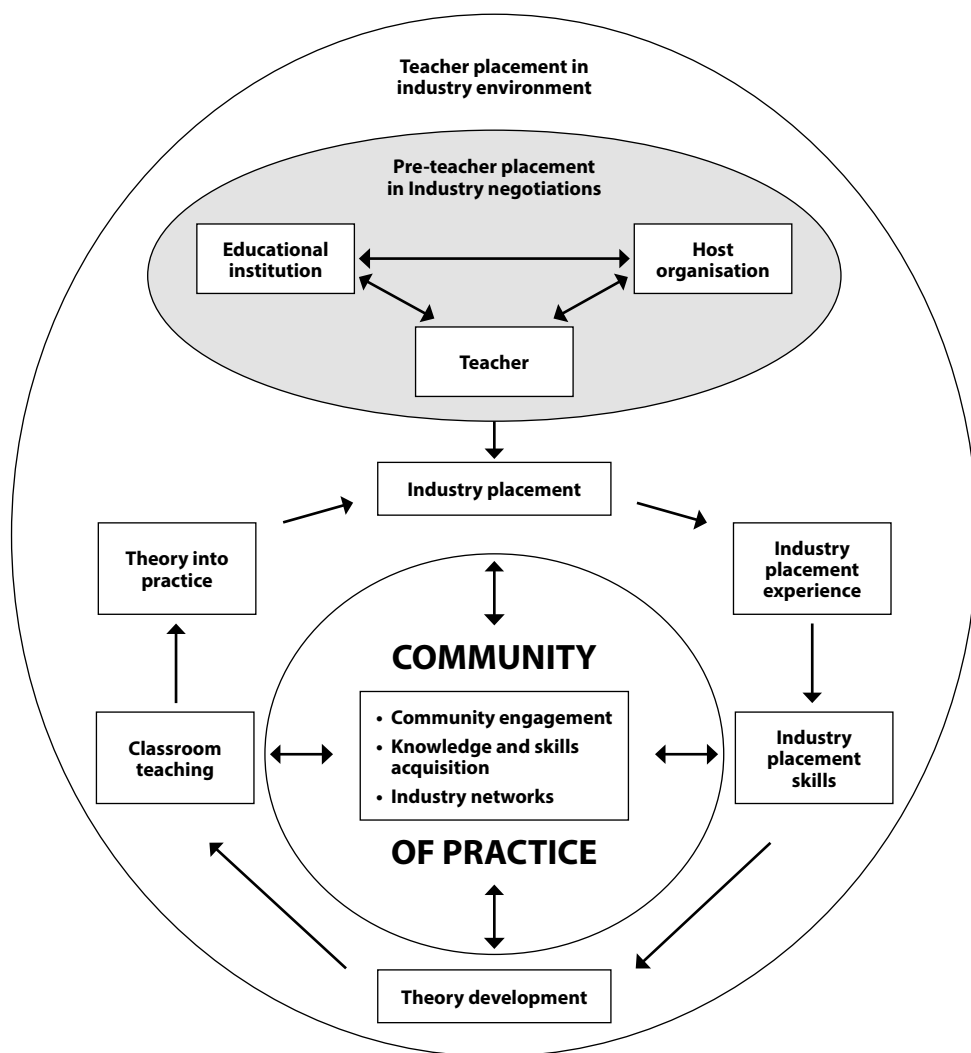 Teacher placement in
industry environment
Pre-teacher placement
in Industry negotiations
Educational
institution
Host
organisation
Teacher
Industry placement
Theory into
practice
Industry
placement
experience
COMMUNITY
• Community engagement
• Knowledge and skills
acquisition
• Industry networks
Classroom
teaching
Industry
placement
skills
OF PRACTICE
Theory development